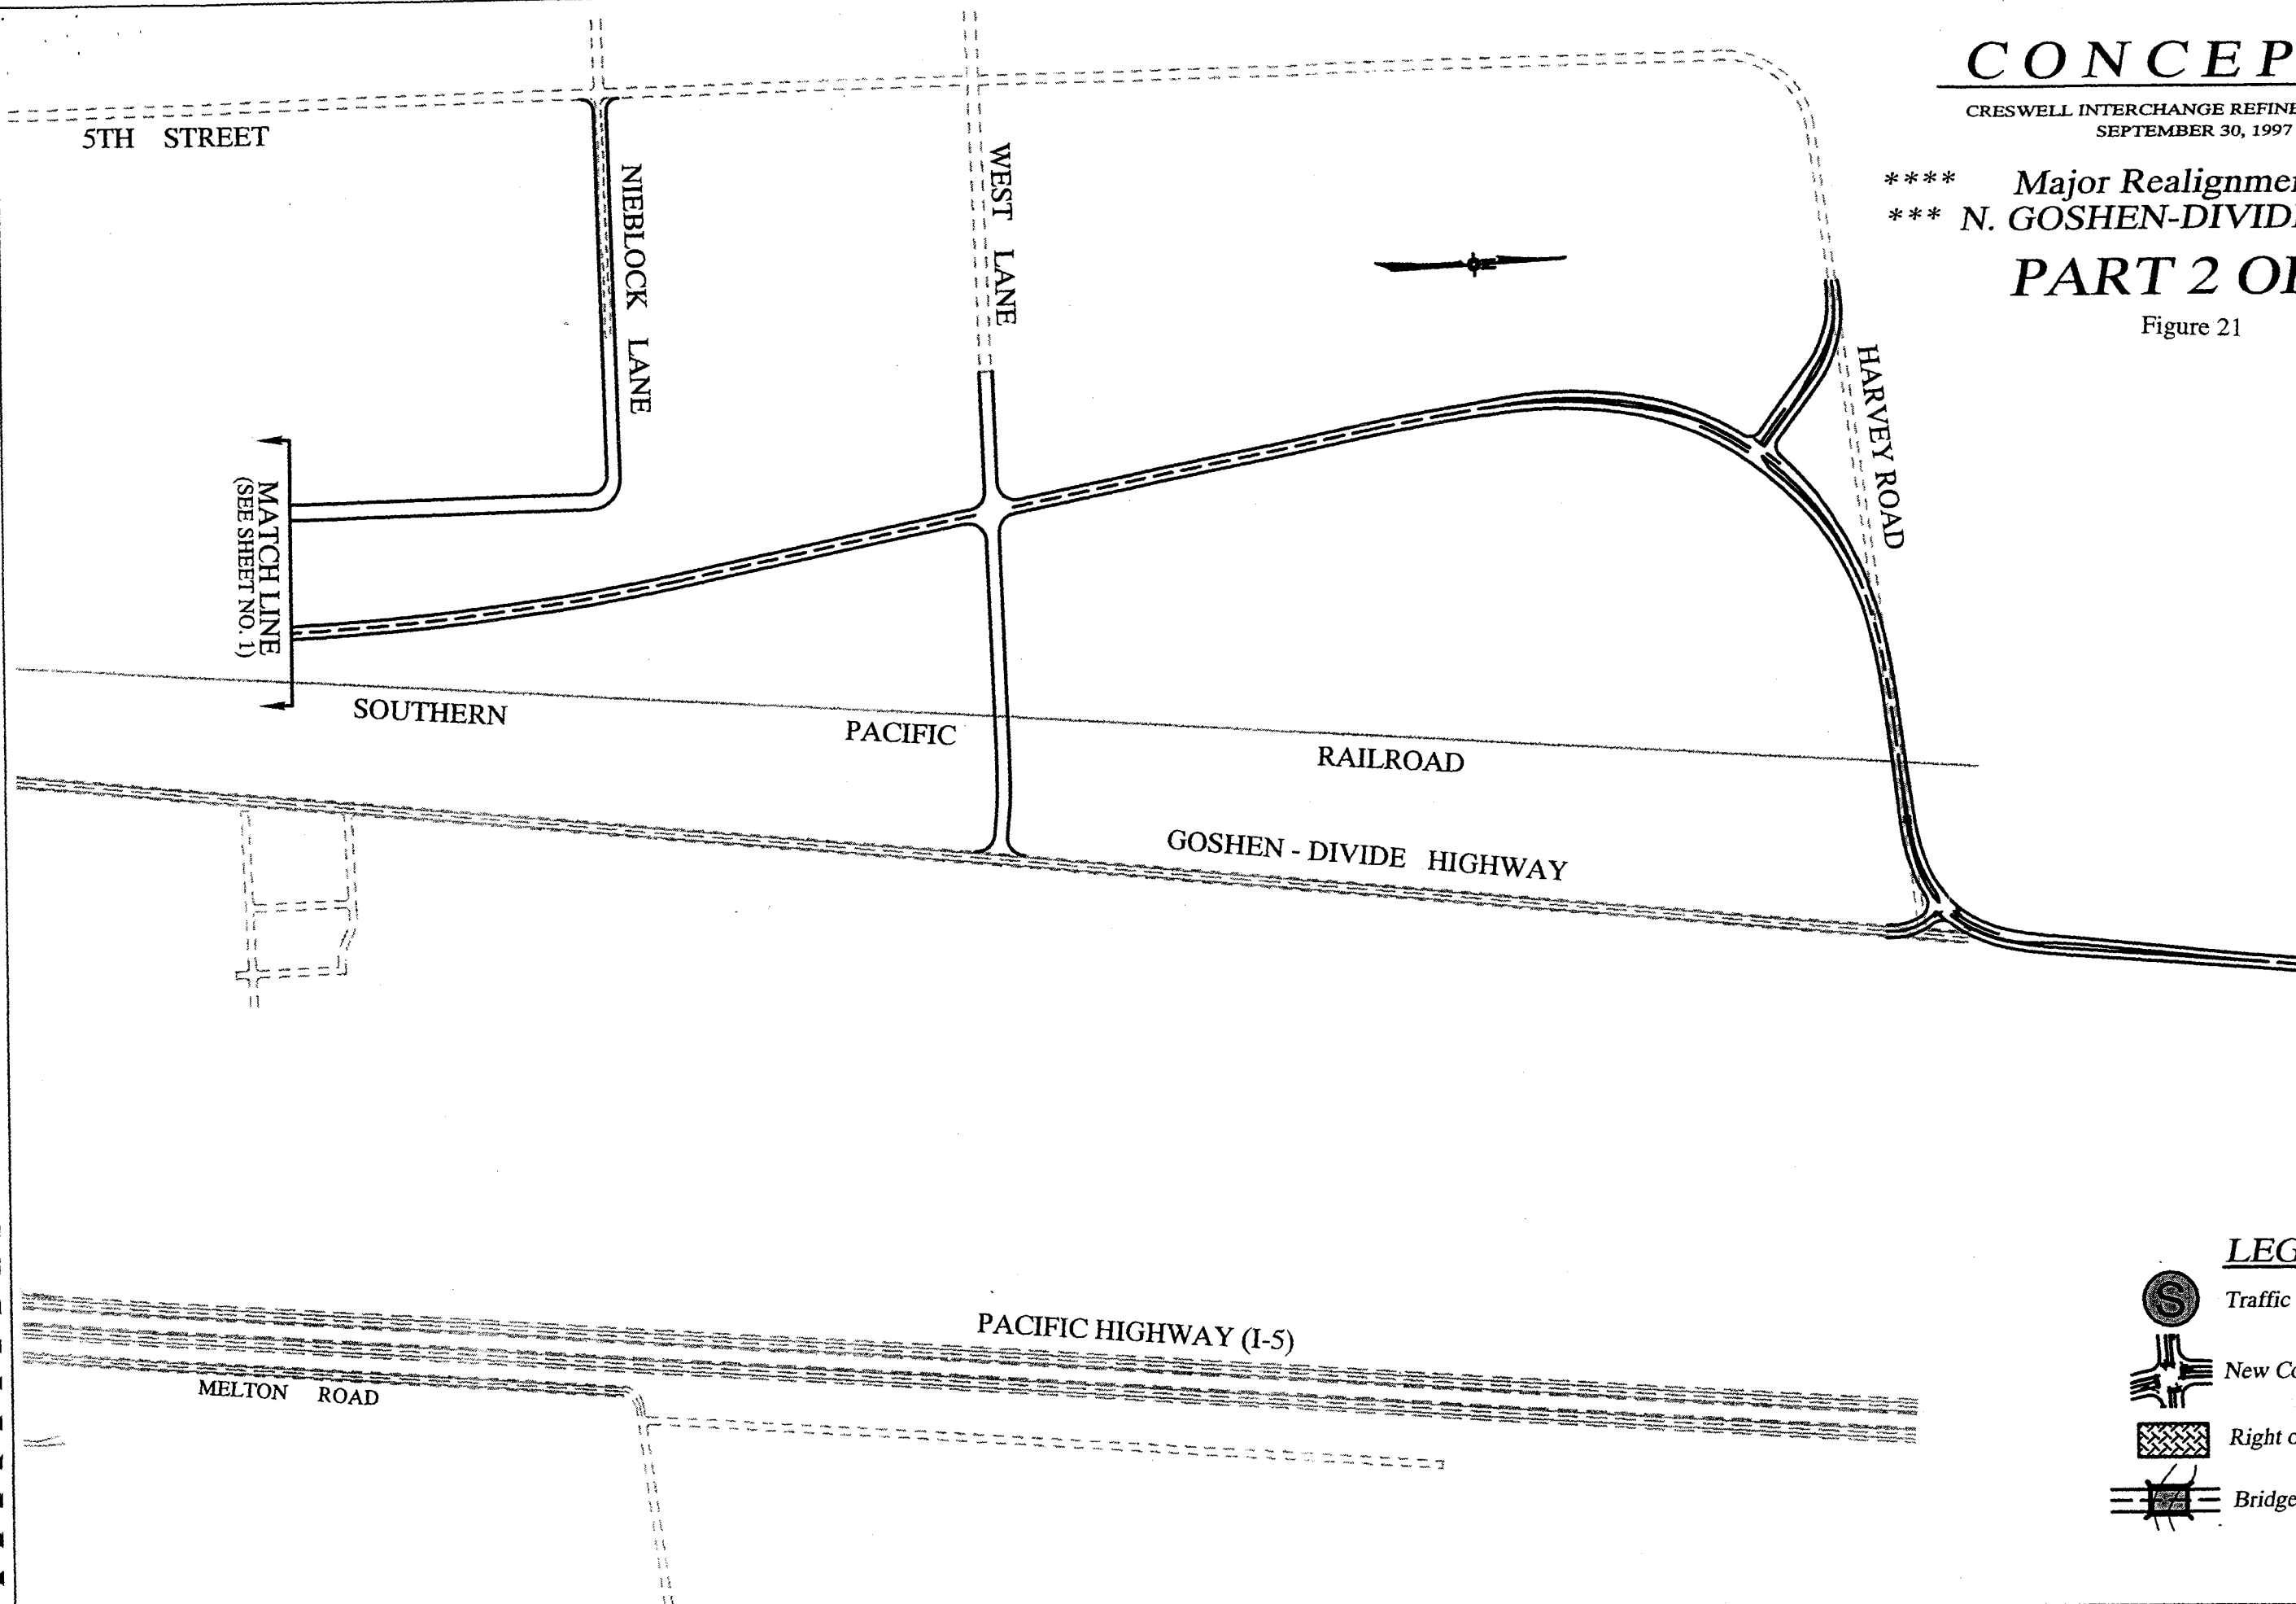 CONCEP
CRESWELL INTERCHANGE REFINE
SEPTEMBER 30, 1997
**** Major Realignme
*** N. GOSHEN-DIVID
PART 2 O
Figure 21
5TH STREET
NIEBLOCK LANE
WEST LANE
HARVEY ROAD
MATCH LINE
(SEE SHEET NO. 1)
SOUTHERN PACIFIC RAILROAD
GOSHEN - DIVIDE HIGHWAY
PACIFIC HIGHWAY (I-5)
MELTON ROAD
LEG
S
Traffic
New Co
Right o
Bridge